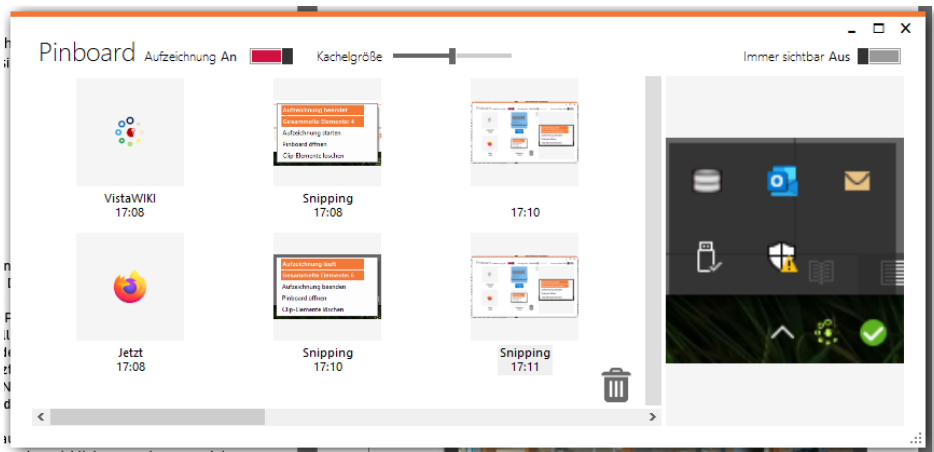 Pinboard Aufzeichnung An Kachelgröße Immer sichtbar Aus
VistaWIKI
17:08
Aufzeichnung beendet
Gesammelte Elemente: 4
Aufzeichnung starten
Pinboard öffnen
Clip-Elemente löschen
Snipping
17:08
17:10
Jetzt
17:08
Aufzeichnung läuft
Gesammelte Elemente: 6
Aufzeichnung beenden
Pinboard öffnen
Clip-Elemente löschen
Snipping
17:10
Snipping
17:11